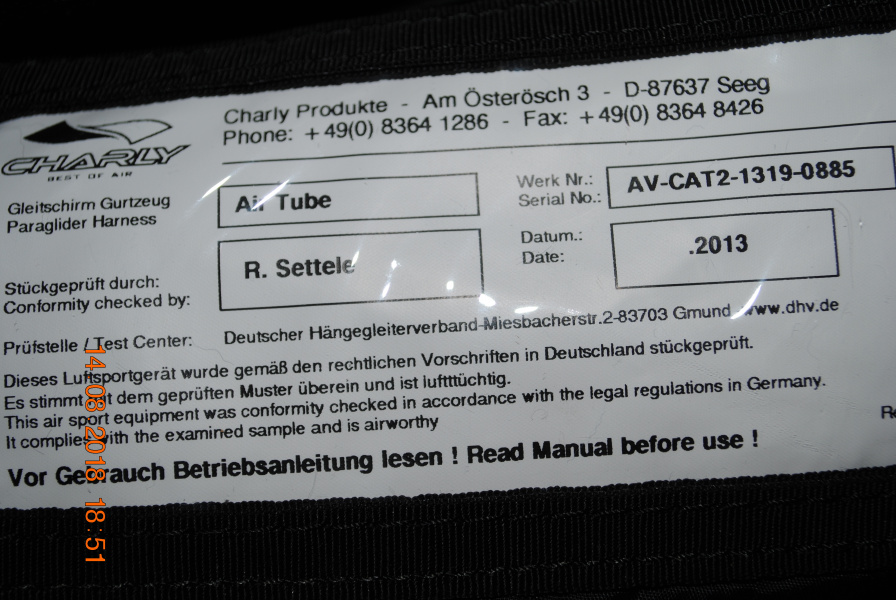 Charly Produkte - Am Österösch 3 - D-87637 Seeg
Phone: +49(0) 8364 1286 - Fax: +49(0) 8364 8426
CHARLY
BEST OF AIR
Gleitschirm Gurtzeug
Paraglider Harness
Air Tube
Werk Nr.:
Serial No.:
AV-CAT2-1319-0885
Stückgeprüft durch:
Conformity checked by:
R. Settele
Datum.:
Date:
.2013
Prüfstelle / Test Center: Deutscher Hängegleiterverband-Miesbacherstr.2-83703 Gmund www.dhv.de
Dieses Luftsportgerät wurde gemäß den rechtlichen Vorschriften in Deutschland stückgeprüft.
Es stimmt mit dem geprüften Muster überein und ist luftttüchtig.
This air sport equipment was conformity checked in accordance with the legal regulations in Germany.
It complies with the examined sample and is airworthy
Vor Gebrauch Betriebsanleitung lesen ! Read Manual before use !
14/08/2018 18:51